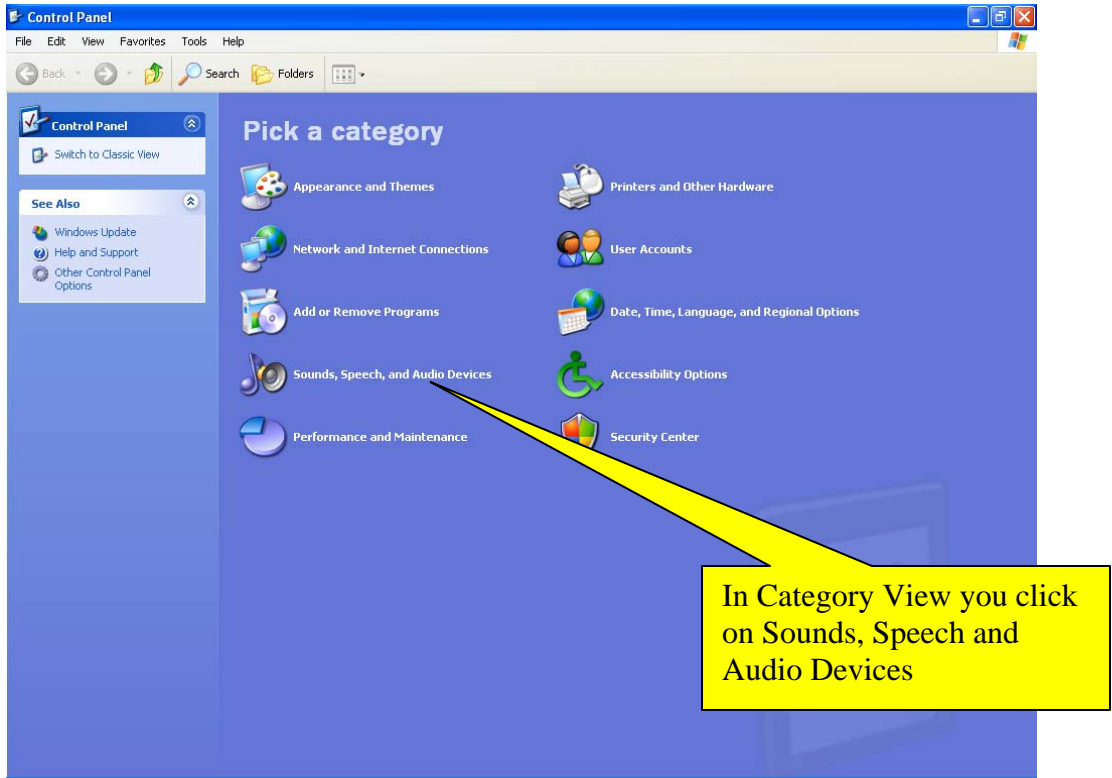 Control Panel
File Edit View Favorites Tools Help
Back Search Folders
Control Panel
Switch to Classic View
See Also
Windows Update
Help and Support
Other Control Panel
Options
Pick a category
Appearance and Themes
Printers and Other Hardware
Network and Internet Connections
User Accounts
Add or Remove Programs
Date, Time, Language, and Regional Options
Sounds, Speech, and Audio Devices
Accessibility Options
Performance and Maintenance
Security Center
In Category View you click
on Sounds, Speech and
Audio Devices